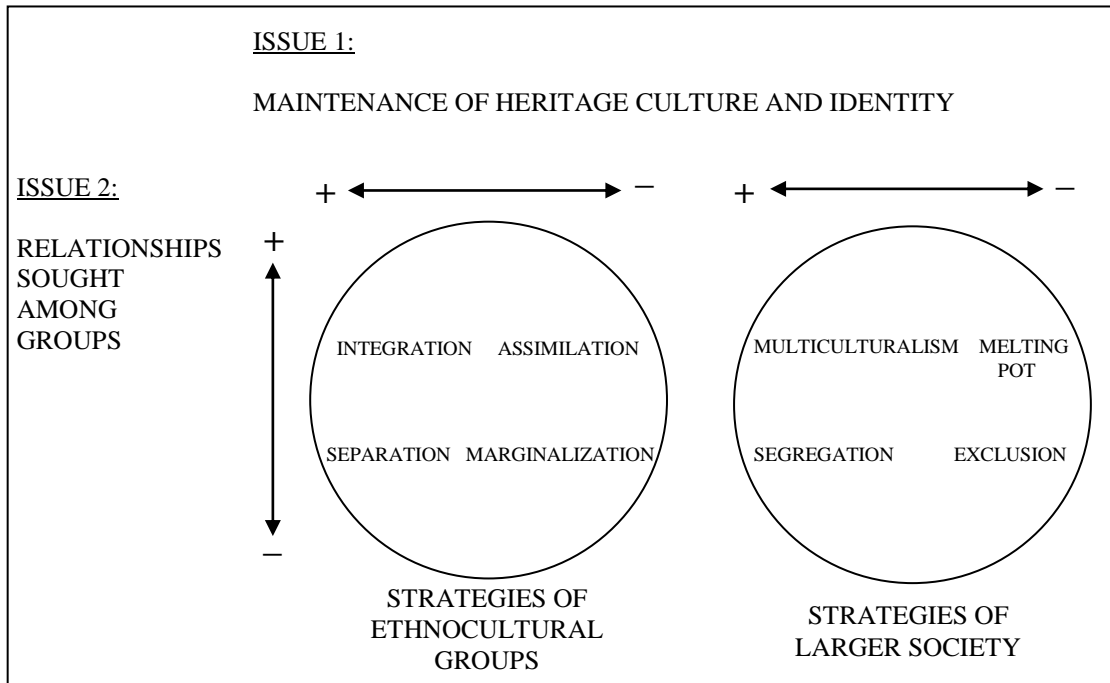 ISSUE 1:
MAINTENANCE OF HERITAGE CULTURE AND IDENTITY
ISSUE 2:
RELATIONSHIPS
SOUGHT
AMONG
GROUPS
+ –
+ –
+
–
INTEGRATION ASSIMILATION
SEPARATION MARGINALIZATION
STRATEGIES OF
ETHNOCULTURAL
GROUPS
MULTICULTURALISM MELTING
POT
SEGREGATION EXCLUSION
STRATEGIES OF
LARGER SOCIETY